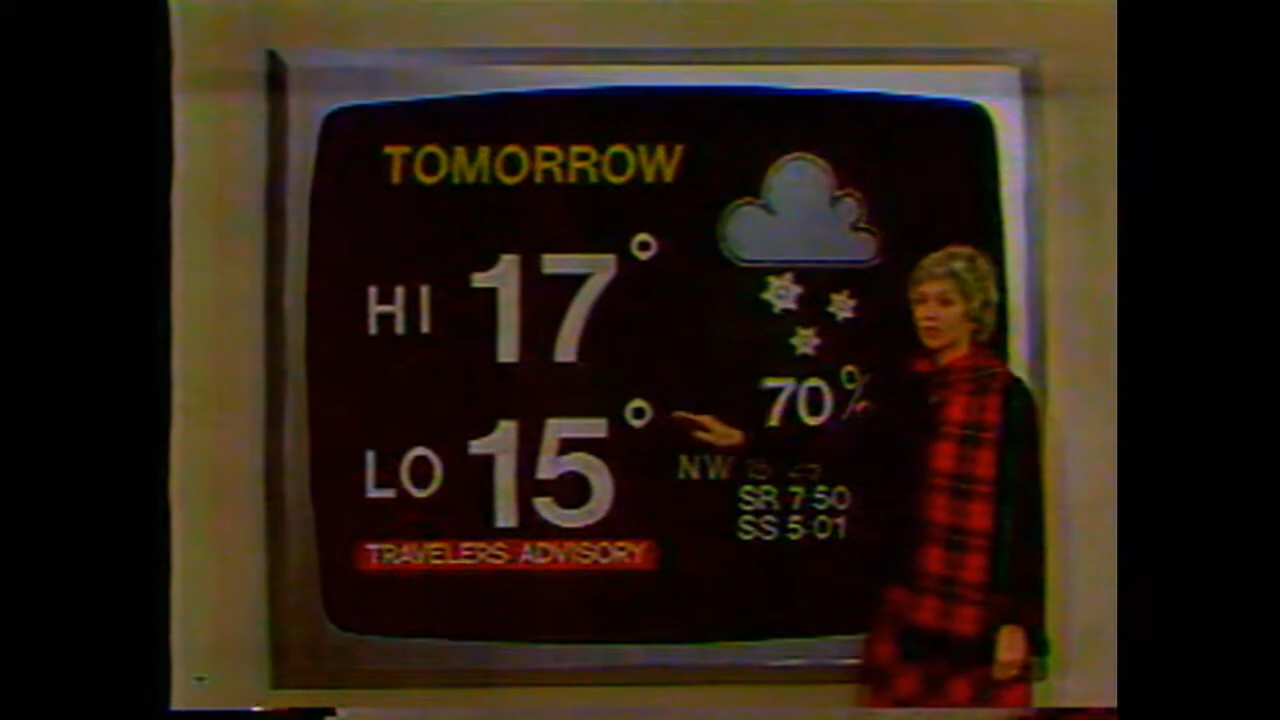 TOMORROW
HI 17°
70%
LO 15°
NW
SR 7:50
SS 5:01
TRAVELERS ADVISORY